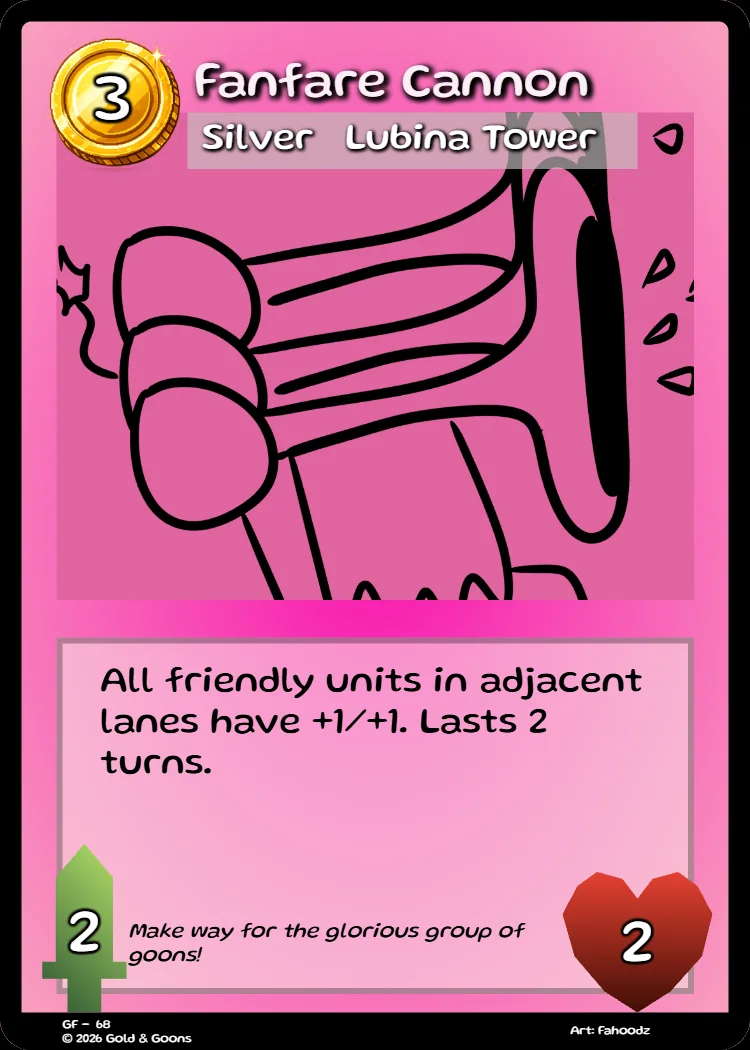 3
Fanfare Cannon
Silver Lubina Tower
All friendly units in adjacent
lanes have +1/+1. Lasts 2
turns.
2
Make way for the glorious group of
goons!
2
GF - 68
© 2026 Gold & Goons
Art: Fahoodz